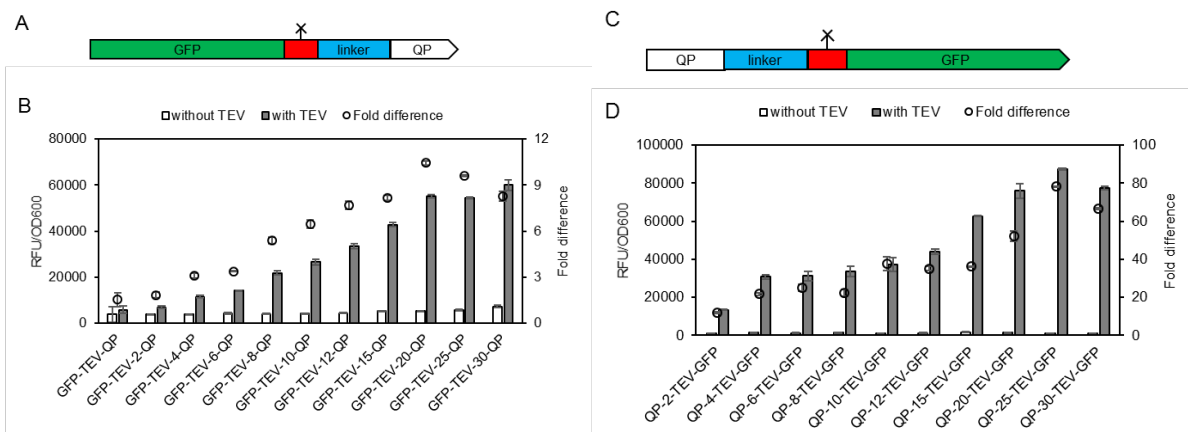 A
GFP
linker
QP
B
without TEV
with TEV
Fold difference
80000
60000
40000
20000
0
RFU/OD600
12
9
6
3
0
Fold difference
GFP-TEV-QP
GFP-TEV-2-QP
GFP-TEV-4-QP
GFP-TEV-6-QP
GFP-TEV-8-QP
GFP-TEV-10-QP
GFP-TEV-12-QP
GFP-TEV-15-QP
GFP-TEV-20-QP
GFP-TEV-25-QP
GFP-TEV-30-QP
C
QP
linker
GFP
D
without TEV
with TEV
Fold difference
100000
80000
60000
40000
20000
0
RFU/OD600
100
80
60
40
20
0
Fold difference
QP-2-TEV-GFP
QP-4-TEV-GFP
QP-6-TEV-GFP
QP-8-TEV-GFP
QP-10-TEV-GFP
QP-12-TEV-GFP
QP-15-TEV-GFP
QP-20-TEV-GFP
QP-25-TEV-GFP
QP-30-TEV-GFP